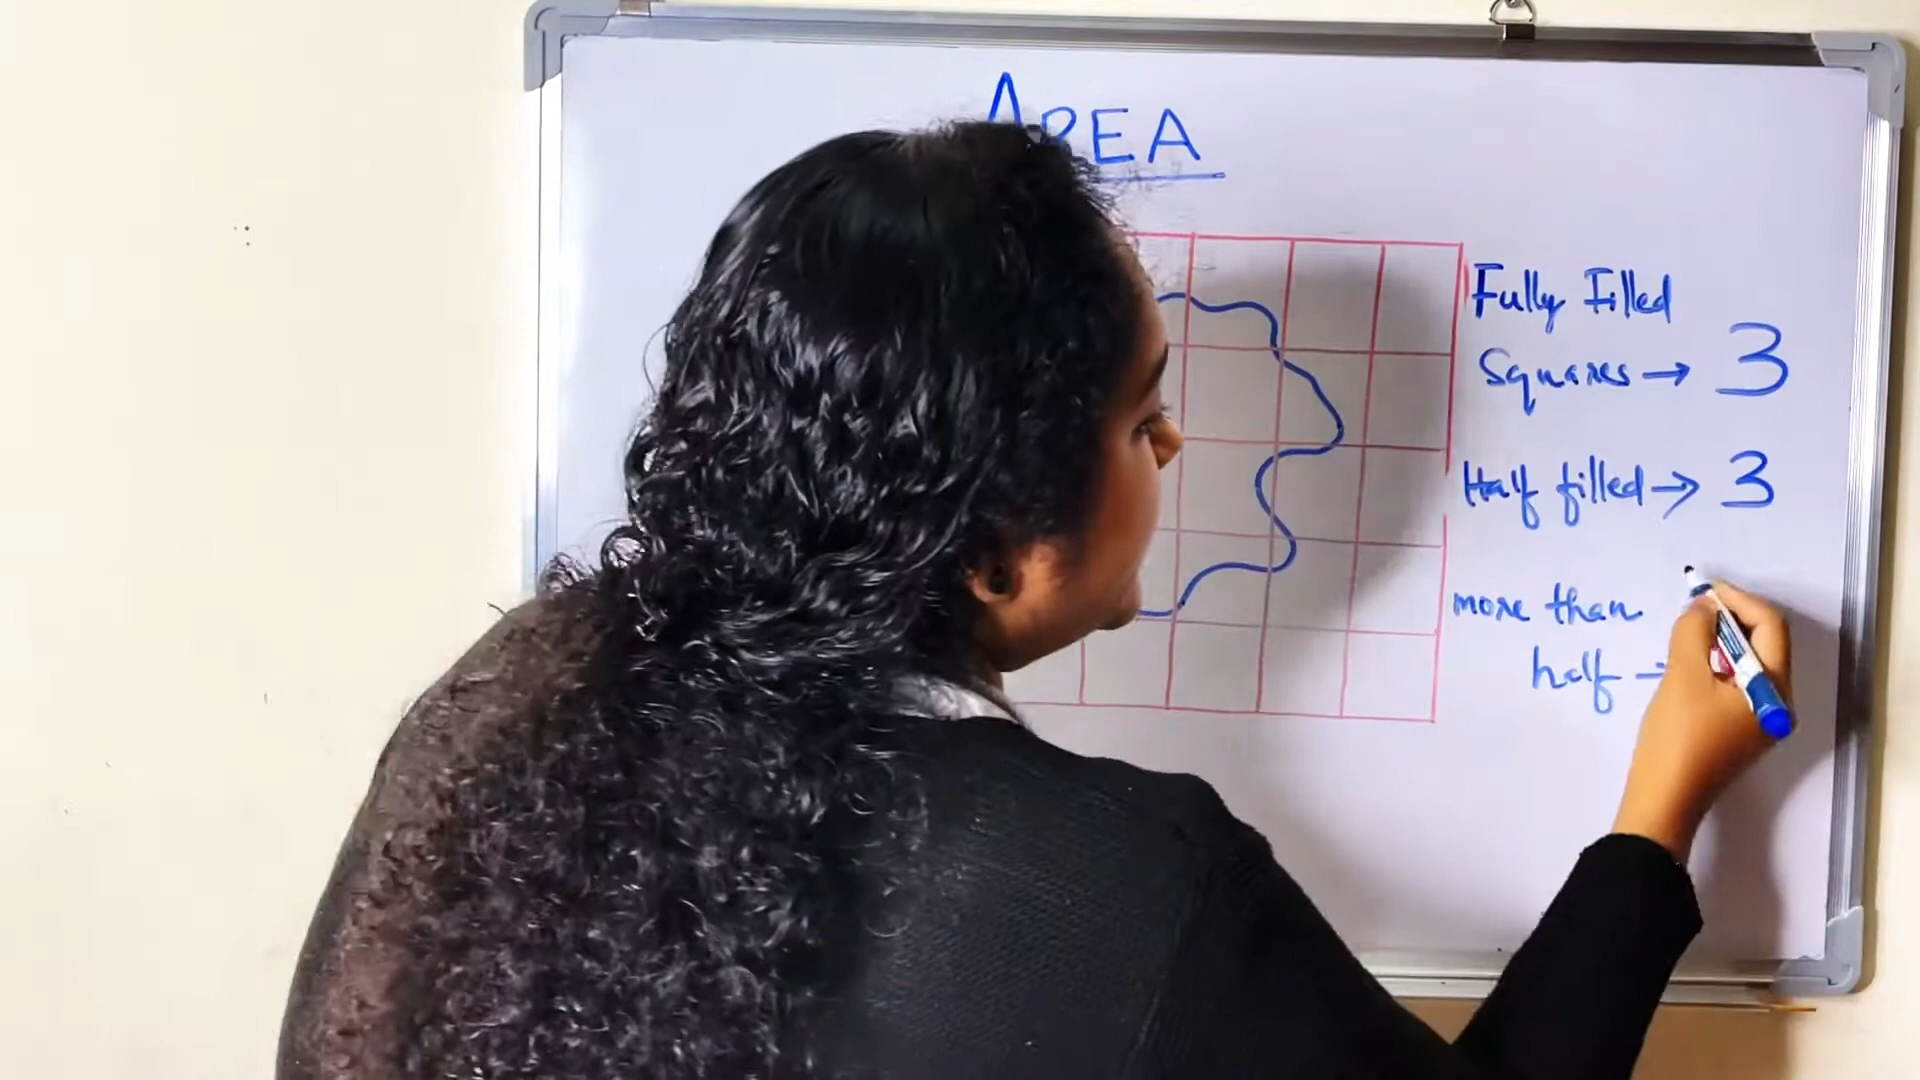 AREA
Fully Filled
Squares → 3
Half filled → 3
more than
half →